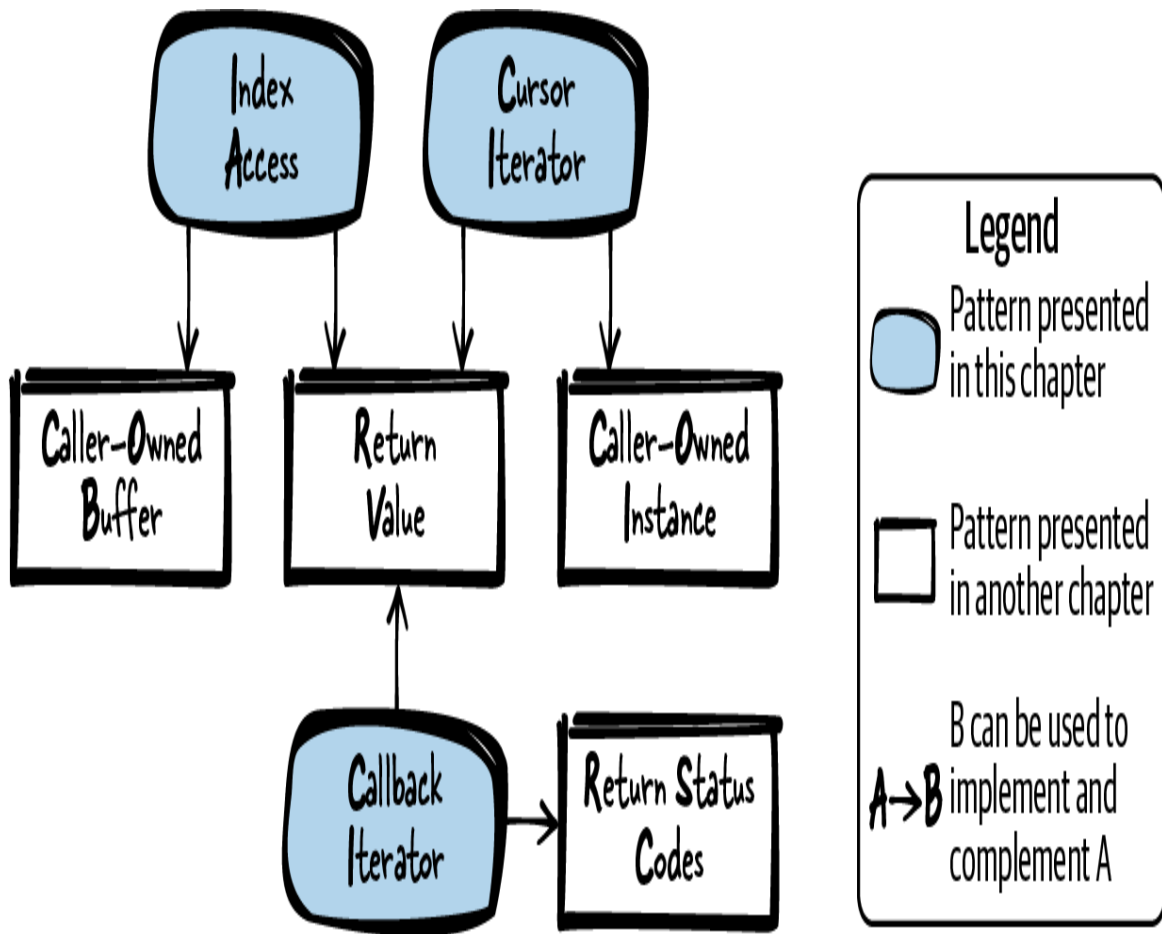 Index
Access
Cursor
Iterator
Caller-Owned
Buffer
Return
Value
Caller-Owned
Instance
Callback
Iterator
Return Status
Codes
Legend
Pattern presented
in this chapter
Pattern presented
in another chapter
A→B
B can be used to
implement and
complement A